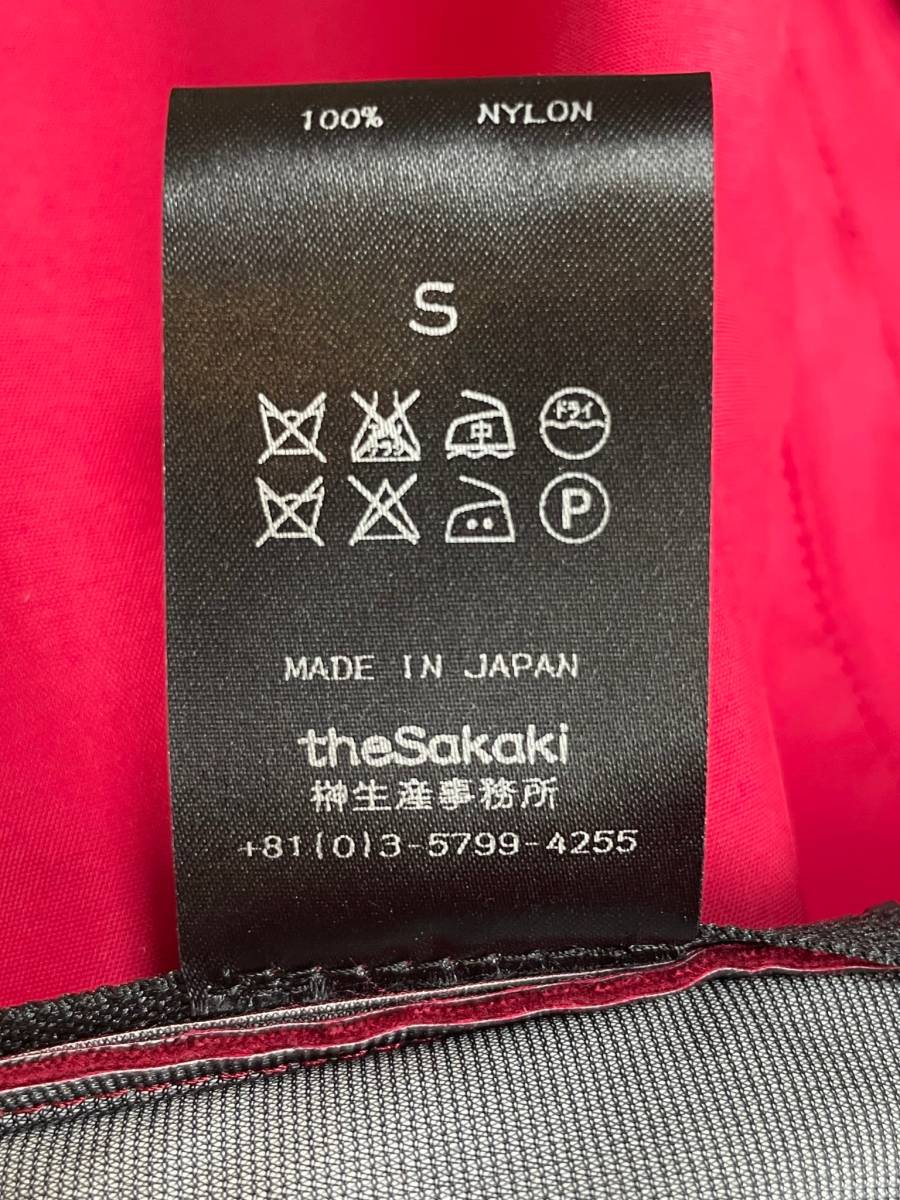 100% NYLON
S
中 ドライ
P
MADE IN JAPAN
theSakaki
榊生産事務所
+81(0)3-5799-4255